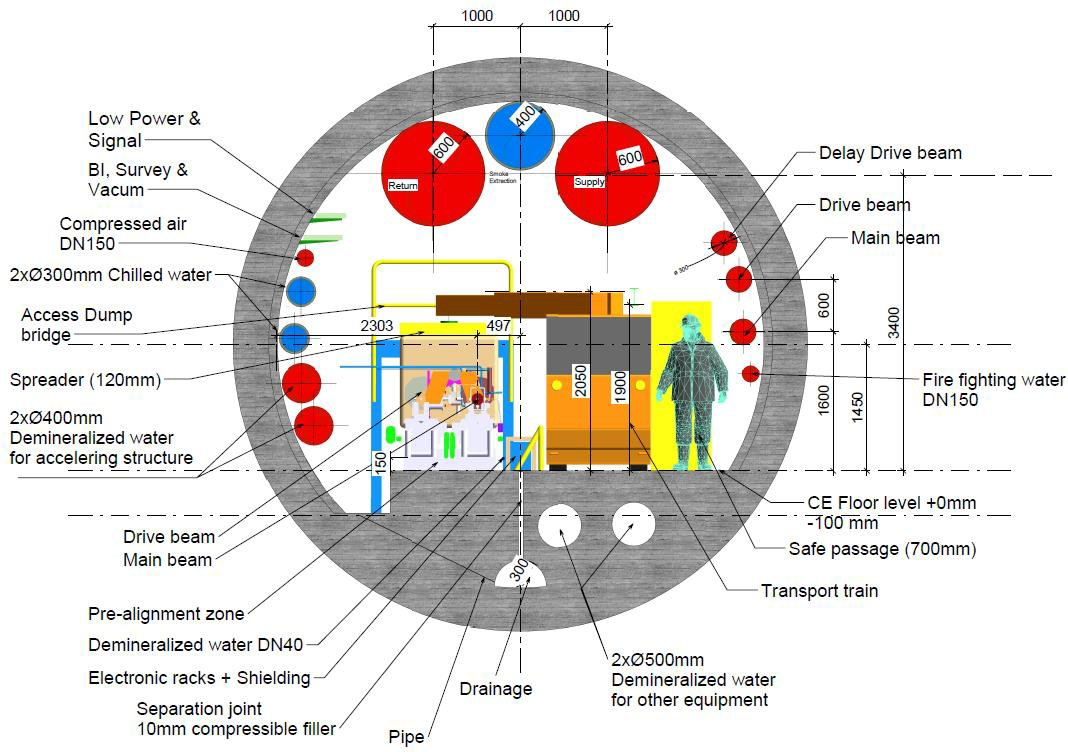 1000
1000
Low Power &
Signal
BI, Survey &
Vacum
Compressed air
DN150
2xØ300mm Chilled water
Access Dump
bridge
Spreader (120mm)
2xØ400mm
Demineralized water
for accelering structure
Drive beam
Main beam
Pre-alignment zone
Demineralized water DN40
Electronic racks + Shielding
Separation joint
10mm compressible filler
Pipe
Drainage
600
400
600
Return
Smoke
Extraction
Supply
ø 300
2303
497
2050
1900
150
300
Delay Drive beam
Drive beam
Main beam
600
3400
1600
1450
Fire fighting water
DN150
CE Floor level +0mm
-100 mm
Safe passage (700mm)
Transport train
2xØ500mm
Demineralized water
for other equipment